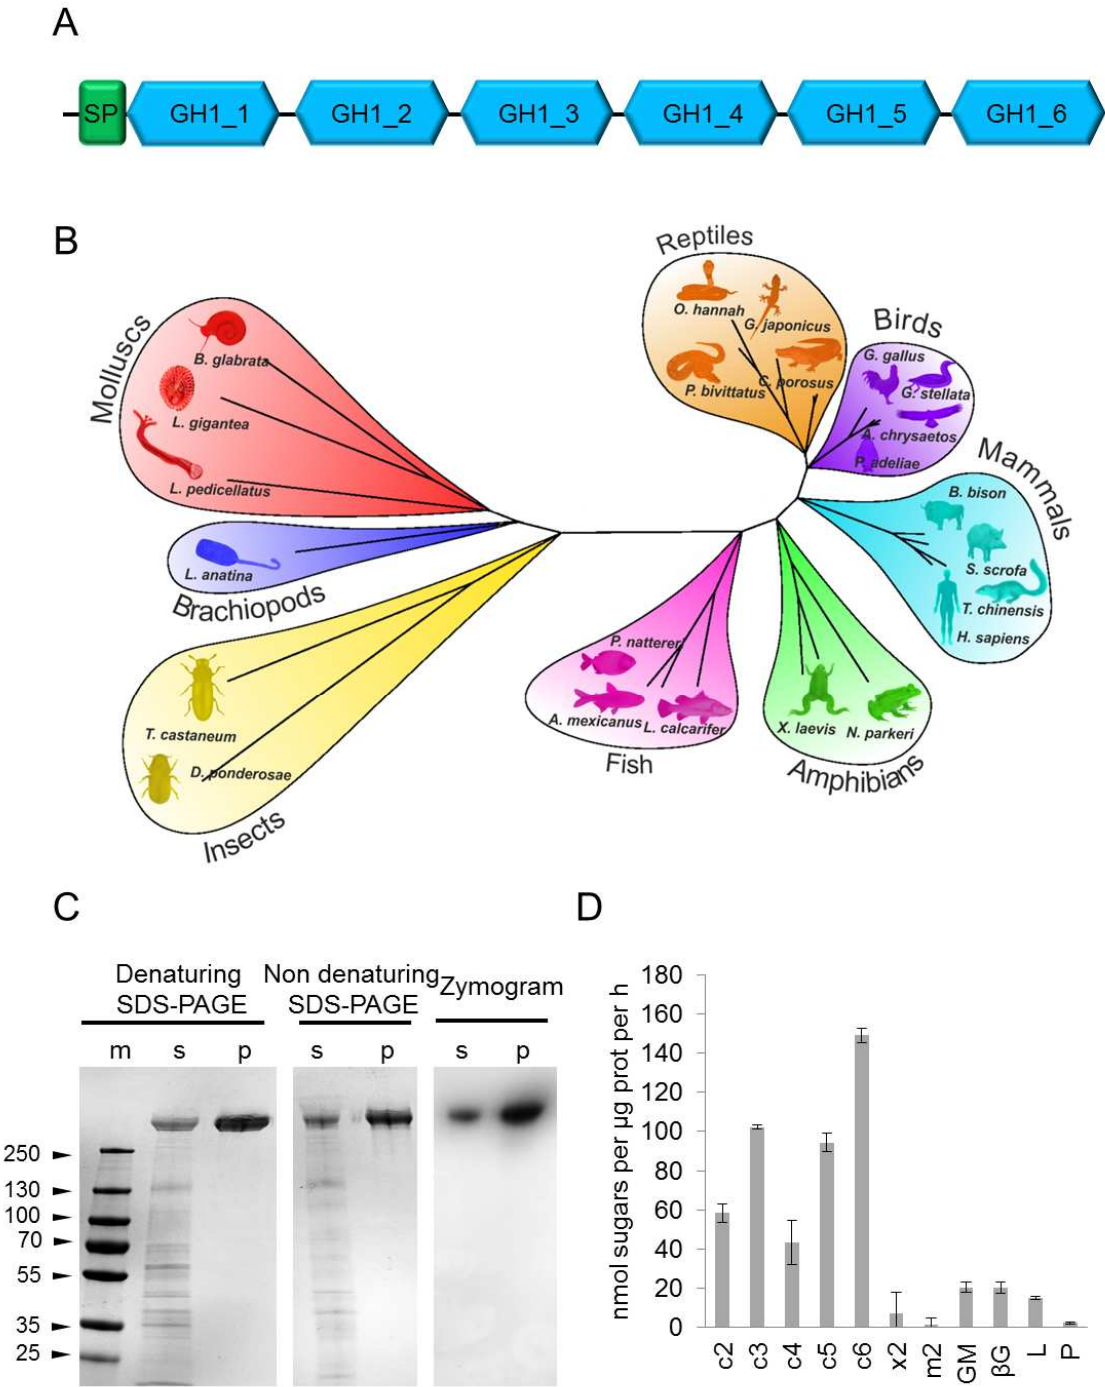 A
SP
GH1_1
GH1_2
GH1_3
GH1_4
GH1_5
GH1_6
B
Molluscs
B. glabrata
L. gigantea
L. pedicellatus
Brachiopods
L. anatina
Insects
T. castaneum
D. ponderosae
Reptiles
O. hannah
G. japonicus
P. bivittatus
C. porosus
Birds
G. gallus
G. stellata
A. chrysaetos
P. adeliae
Mammals
B. bison
S. scrofa
T. chinensis
H. sapiens
Fish
P. nattereri
A. mexicanus
L. calcarifer
Amphibians
X. laevis
N. parkeri
C
Denaturing
SDS-PAGE
Non denaturing
SDS-PAGE
Zymogram
m s p
s p
s p
250
130
100
70
55
35
25
D
nmol sugars per µg prot per h
180
160
140
120
100
80
60
40
20
0
c2 c3 c4 c5 c6 x2 m2 GM βG L P